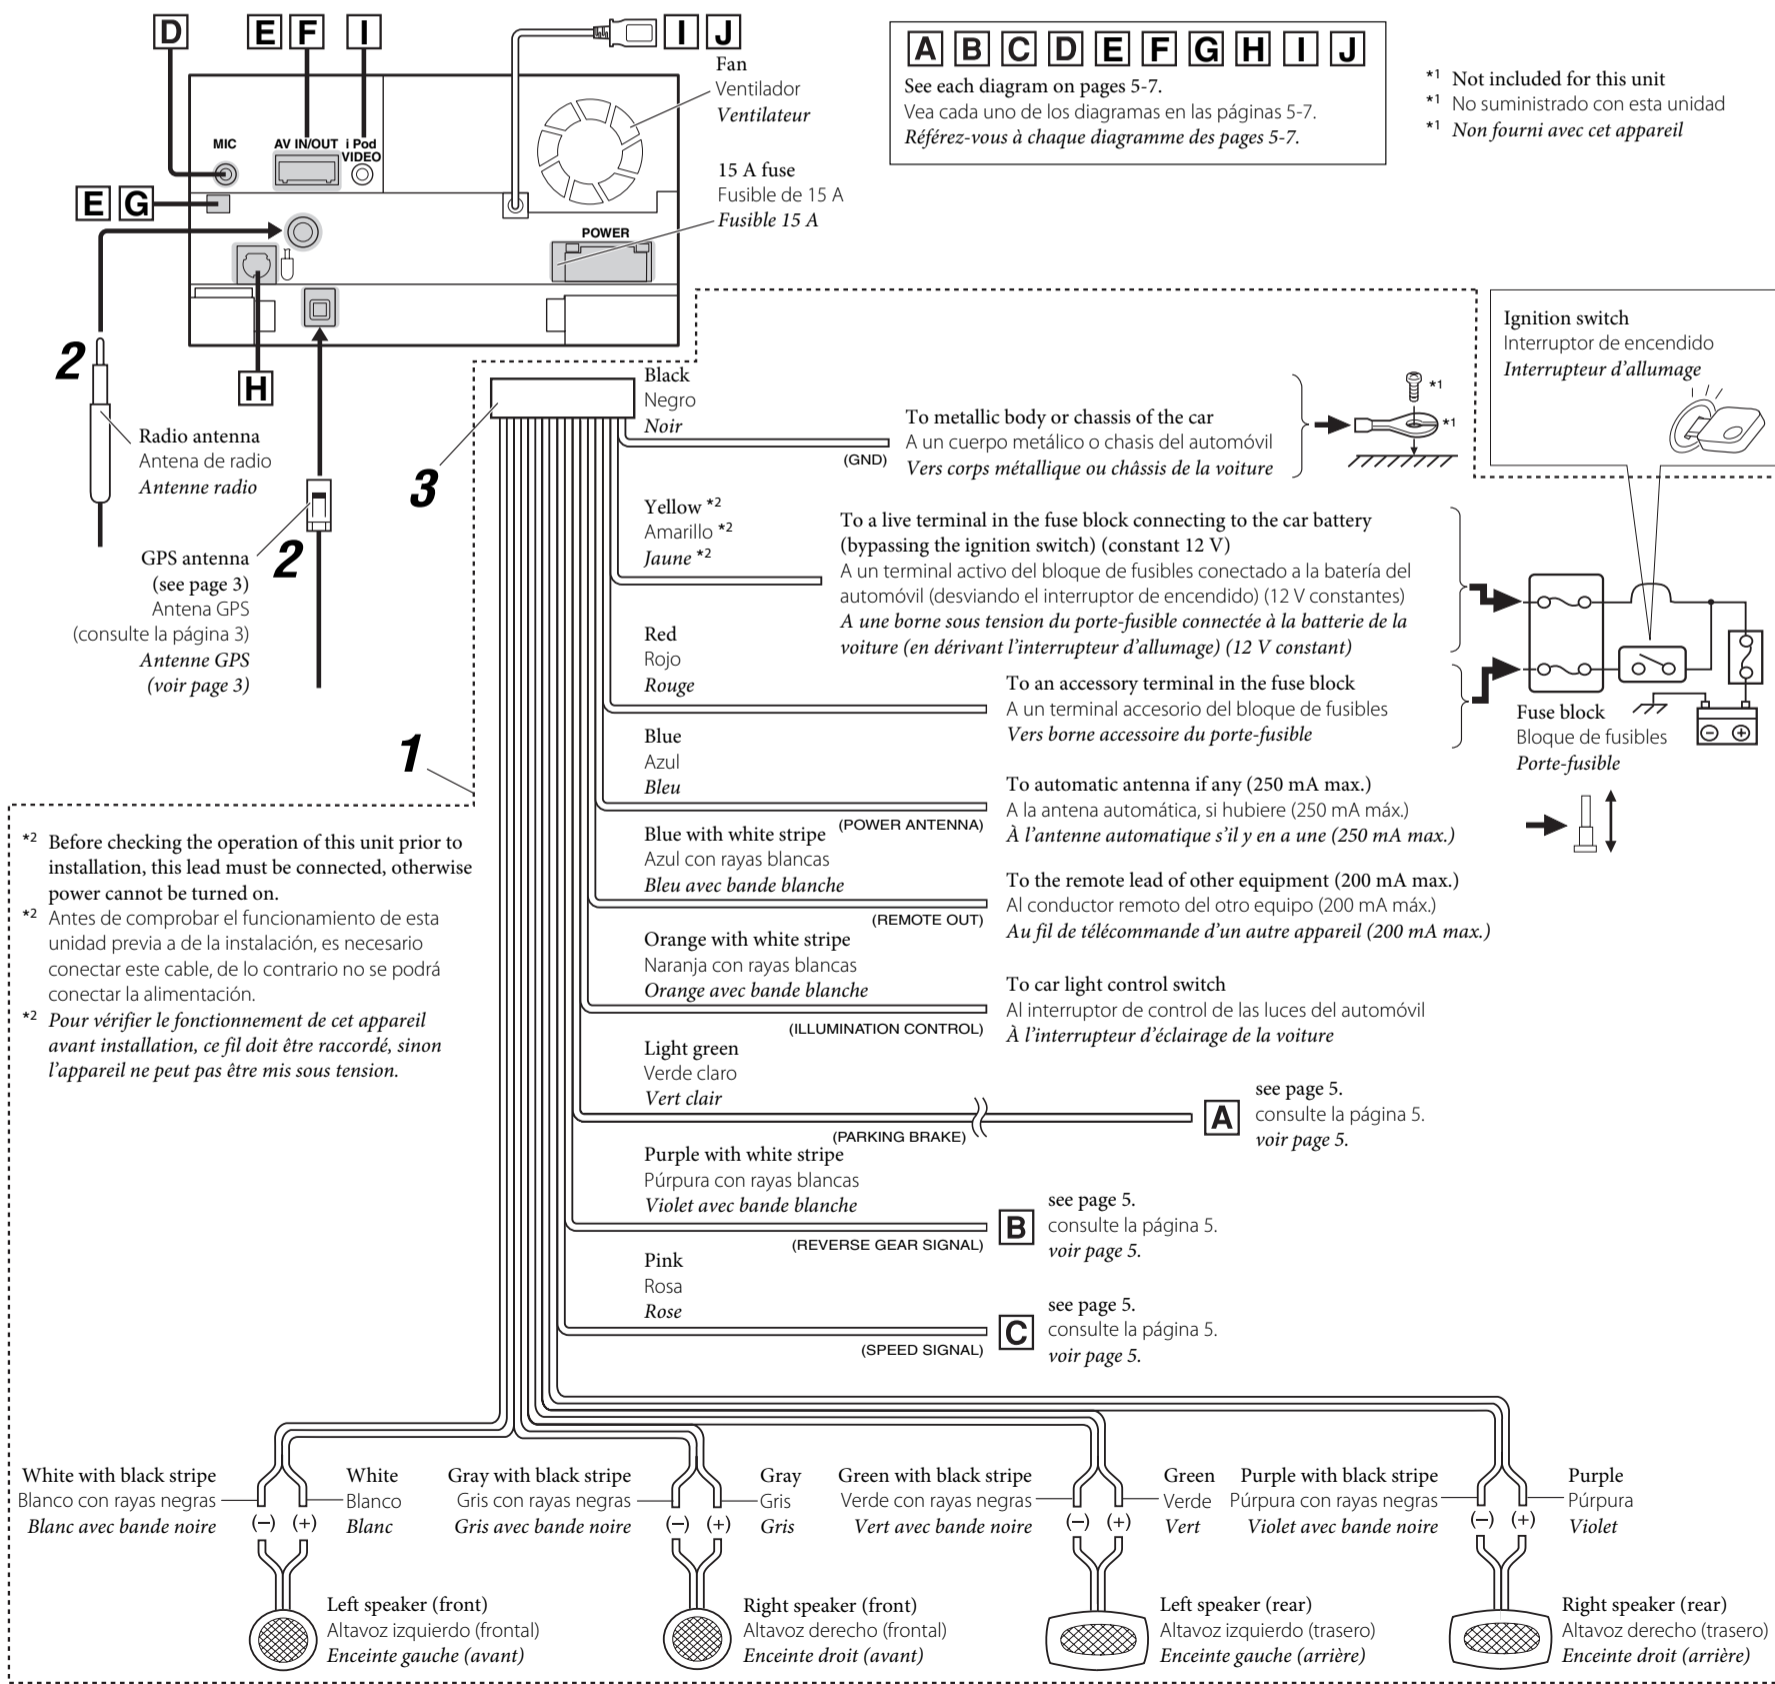 D
E F
I
I J
Fan
Ventilador
Ventilateur
MIC
AV IN/OUT
i Pod
VIDEO
15 A fuse
Fusible de 15 A
Fusible 15 A
E G
POWER
H
A B C D E F G H I J
See each diagram on pages 5-7.
Vea cada uno de los diagramas en las páginas 5-7.
Référez-vous à chaque diagramme des pages 5-7.
*1 Not included for this unit
*1 No suministrado con esta unidad
*1 Non fourni avec cet appareil
2
Radio antenna
Antena de radio
Antenne radio
2
GPS antenna
(see page 3)
Antena GPS
(consulte la página 3)
Antenne GPS
(voir page 3)
3
1
Ignition switch
Interruptor de encendido
Interrupteur d'allumage
Black
Negro
Noir
(GND)
To metallic body or chassis of the car
A un cuerpo metálico o chasis del automóvil
Vers corps métallique ou châssis de la voiture
*1
*1
Yellow *2
Amarillo *2
Jaune *2
To a live terminal in the fuse block connecting to the car battery
(bypassing the ignition switch) (constant 12 V)
A un terminal activo del bloque de fusibles conectado a la batería del
automóvil (desviando el interruptor de encendido) (12 V constantes)
A une borne sous tension du porte-fusible connectée à la batterie de la
voiture (en dérivant l'interrupteur d'allumage) (12 V constant)
Red
Rojo
Rouge
To an accessory terminal in the fuse block
A un terminal accesorio del bloque de fusibles
Vers borne accessoire du porte-fusible
Fuse block
Bloque de fusibles
Porte-fusible
Blue
Azul
Bleu
(POWER ANTENNA)
To automatic antenna if any (250 mA max.)
A la antena automática, si hubiere (250 mA máx.)
À l'antenne automatique s'il y en a une (250 mA max.)
Blue with white stripe
Azul con rayas blancas
Bleu avec bande blanche
(REMOTE OUT)
To the remote lead of other equipment (200 mA max.)
Al conductor remoto del otro equipo (200 mA máx.)
Au fil de télécommande d'un autre appareil (200 mA max.)
Orange with white stripe
Naranja con rayas blancas
Orange avec bande blanche
(ILLUMINATION CONTROL)
To car light control switch
Al interruptor de control de las luces del automóvil
À l'interrupteur d'éclairage de la voiture
Light green
Verde claro
Vert clair
(PARKING BRAKE)
A
see page 5.
consulte la página 5.
voir page 5.
Purple with white stripe
Púrpura con rayas blancas
Violet avec bande blanche
(REVERSE GEAR SIGNAL)
B
see page 5.
consulte la página 5.
voir page 5.
Pink
Rosa
Rose
(SPEED SIGNAL)
C
see page 5.
consulte la página 5.
voir page 5.
*2 Before checking the operation of this unit prior to
installation, this lead must be connected, otherwise
power cannot be turned on.
*2 Antes de comprobar el funcionamiento de esta
unidad previa a de la instalación, es necesario
conectar este cable, de lo contrario no se podrá
conectar la alimentación.
*2 Pour vérifier le fonctionnement de cet appareil
avant installation, ce fil doit être raccordé, sinon
l'appareil ne peut pas être mis sous tension.
White with black stripe
Blanco con rayas negras
Blanc avec bande noire
(−) (+)
White
Blanco
Blanc
Left speaker (front)
Altavoz izquierdo (frontal)
Enceinte gauche (avant)
Gray with black stripe
Gris con rayas negras
Gris avec bande noire
(−) (+)
Gray
Gris
Gris
Right speaker (front)
Altavoz derecho (frontal)
Enceinte droit (avant)
Green with black stripe
Verde con rayas negras
Vert avec bande noire
(−) (+)
Green
Verde
Vert
Left speaker (rear)
Altavoz izquierdo (trasero)
Enceinte gauche (arrière)
Purple with black stripe
Púrpura con rayas negras
Violet avec bande noire
(−) (+)
Purple
Púrpura
Violet
Right speaker (rear)
Altavoz derecho (trasero)
Enceinte droit (arrière)